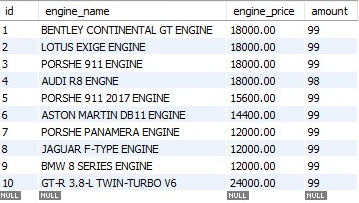 id engine_name engine_price amount
1 BENTLEY CONTINENTAL GT ENGINE 18000.00 99
2 LOTUS EXIGE ENGINE 18000.00 99
3 PORSHE 911 ENGINE 18000.00 99
4 AUDI R8 ENGNE 18000.00 98
5 PORSHE 911 2017 ENGINE 15600.00 99
6 ASTON MARTIN DB11 ENGINE 14400.00 99
7 PORSHE PANAMERA ENGINE 12000.00 99
8 JAGUAR F-TYPE ENGINE 12000.00 99
9 BMW 8 SERIES ENGINE 12000.00 99
10 GT-R 3.8-L TWIN-TURBO V6 24000.00 99
NULL NULL NULL NULL